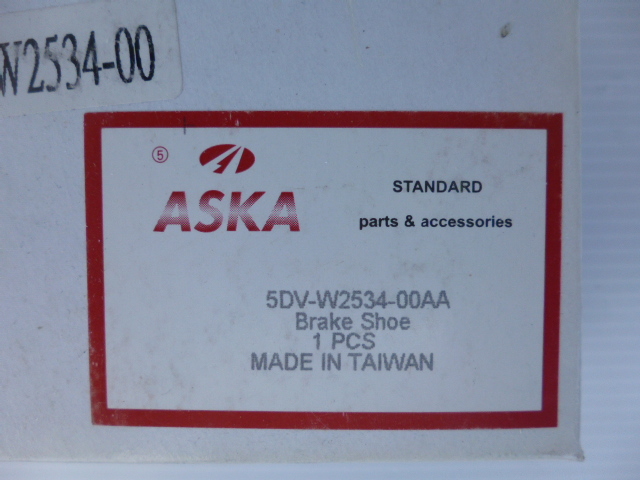 W2534-00
5
ASKA
STANDARD
parts & accessories
5DV-W2534-00AA
Brake Shoe
1 PCS
MADE IN TAIWAN